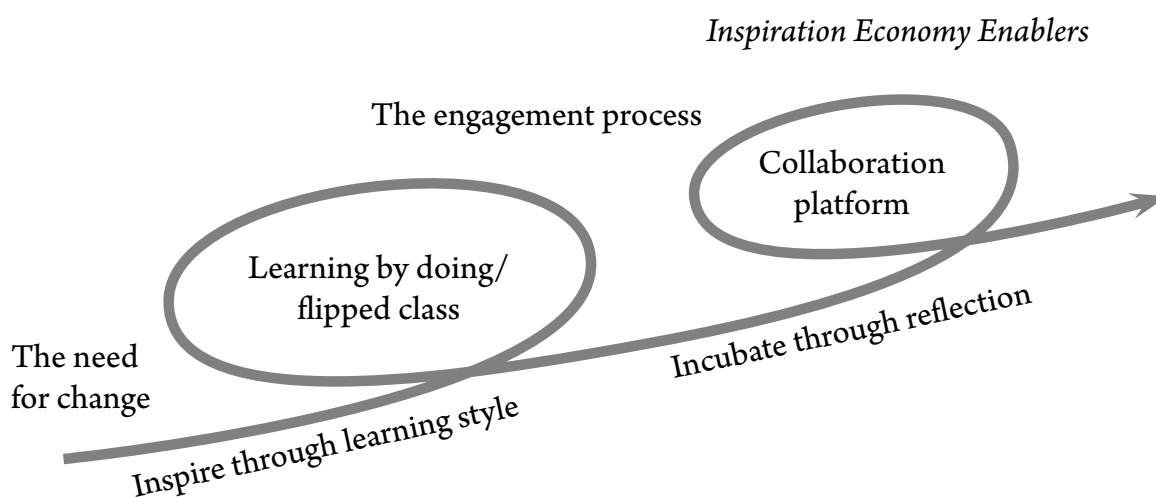 Inspiration Economy Enablers
The engagement process
Collaboration
platform
Learning by doing/
flipped class
The need
for change
Incubate through reflection
Inspire through learning style